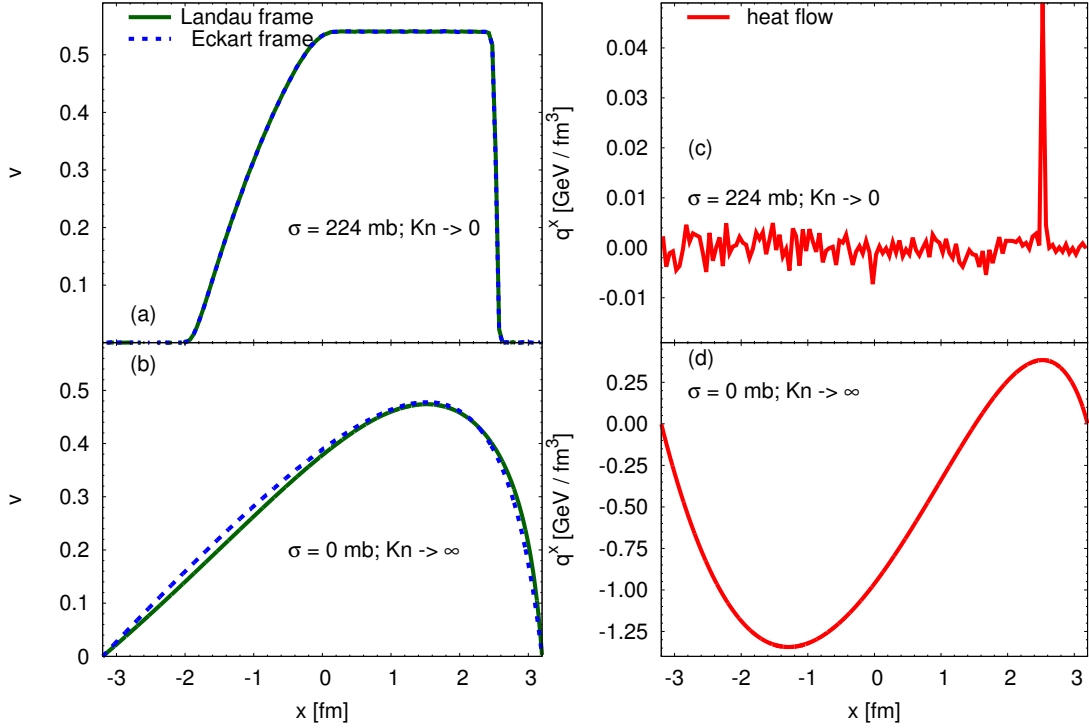 Landau frame
Eckart frame
0.5
0.4
0.3
0.2
0.1
v
σ = 224 mb; Kn -> 0
(a)
(b)
0.5
0.4
0.3
0.2
0.1
0
v
σ = 0 mb; Kn -> ∞
-3 -2 -1 0 1 2 3
x [fm]
heat flow
0.04
0.03
0.02
0.01
0.00
-0.01
q^x [GeV / fm^3]
(c)
σ = 224 mb; Kn -> 0
(d)
σ = 0 mb; Kn -> ∞
0.25
0.00
-0.25
-0.50
-0.75
-1.00
-1.25
q^x [GeV / fm^3]
-3 -2 -1 0 1 2 3
x [fm]